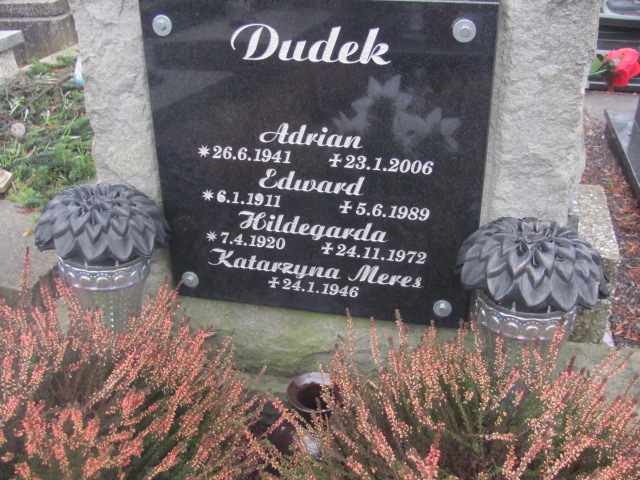 Dudek
Adrian
*26.6.1941 ✝23.1.2006
Edward
*6.1.1911 ✝5.6.1989
Hildegarda
*7.4.1920 ✝24.11.1972
Katarzyna Meres
✝24.1.1946